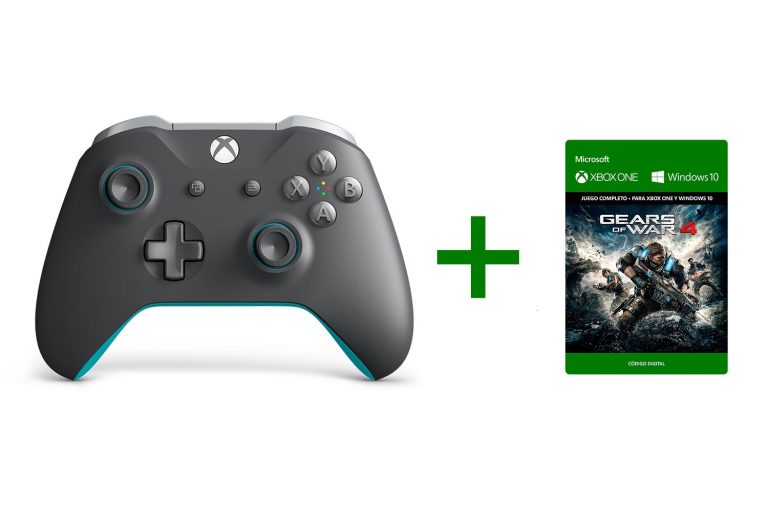 Y
X
B
A
Microsoft
XBOX ONE
Windows 10
JUEGO COMPLETO • PARA XBOX ONE Y WINDOWS 10
GEARS
OF WAR 4
CÓDIGO DIGITAL